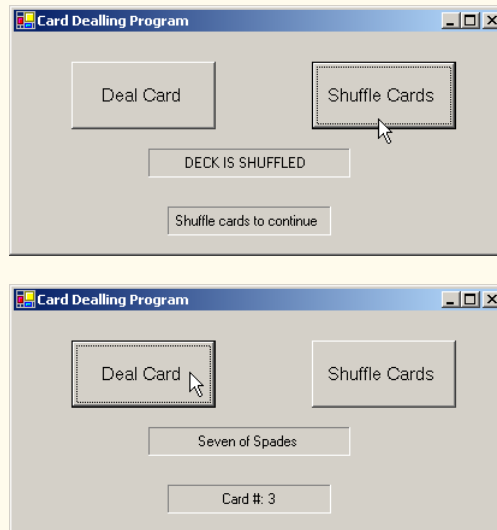 Card Dealling Program
Deal Card Shuffle Cards
DECK IS SHUFFLED
Shuffle cards to continue
Card Dealling Program
Deal Card Shuffle Cards
Seven of Spades
Card #: 3